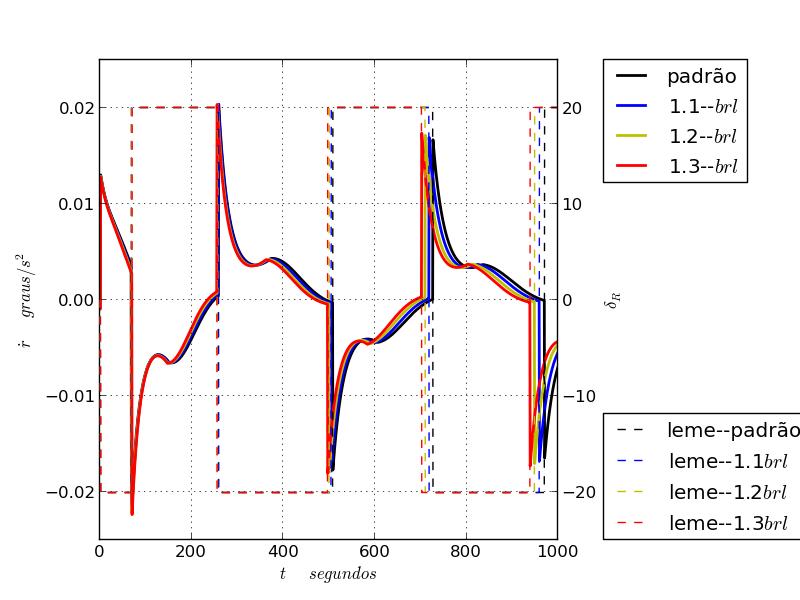 padrão
1.1--brl
1.2--brl
1.3--brl
0.02
0.01
0.00
−0.01
−0.02
ṙ graus/s²
20
10
0
−10
−20
δ_R
0 200 400 600 800 1000
t segundos
leme--padrão
leme--1.1brl
leme--1.2brl
leme--1.3brl